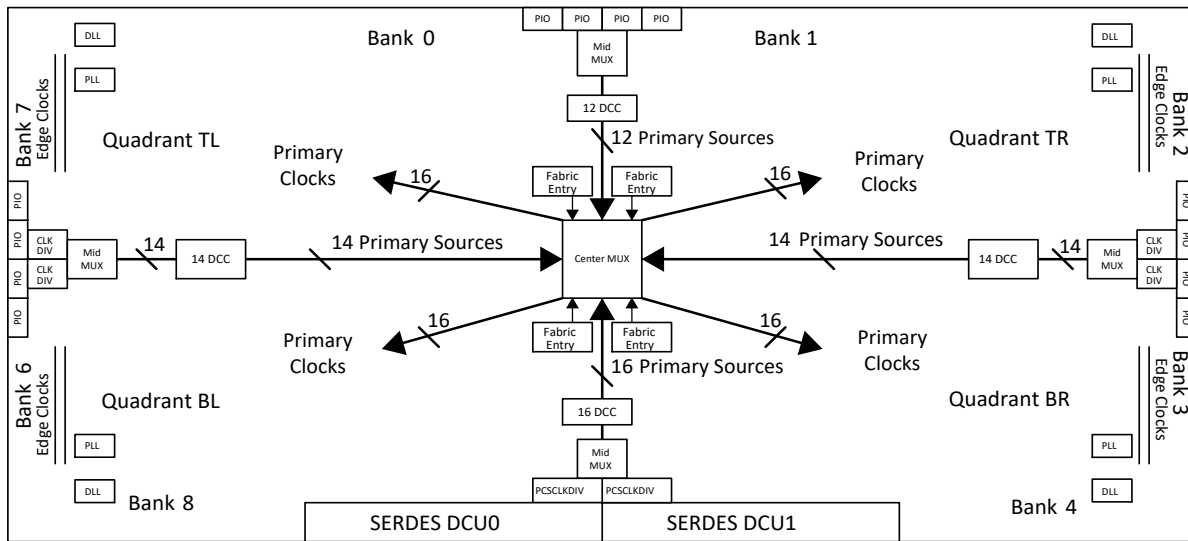 PIO PIO PIO PIO
Bank 0
Bank 1
DLL
DLL
Mid
MUX
PLL
PLL
Bank 7
Edge Clocks
Bank 2
Edge Clocks
12 DCC
Quadrant TL
12 Primary Sources
Quadrant TR
Primary
Clocks
16
Fabric
Entry
Fabric
Entry
16
Primary
Clocks
PIO
PIO
PIO
PIO
CLK
DIV
CLK
DIV
Mid
MUX
14
14 DCC
14 Primary Sources
Center MUX
14 Primary Sources
14 DCC
14
Mid
MUX
CLK
DIV
CLK
DIV
PIO
PIO
PIO
PIO
Primary
Clocks
16
Fabric
Entry
Fabric
Entry
16
Primary
Clocks
16 Primary Sources
Bank 6
Edge Clocks
Bank 3
Edge Clocks
Quadrant BL
Quadrant BR
16 DCC
PLL
PLL
Mid
MUX
DLL
DLL
Bank 8
PCSCLKDIV PCSCLKDIV
Bank 4
SERDES DCU0
SERDES DCU1